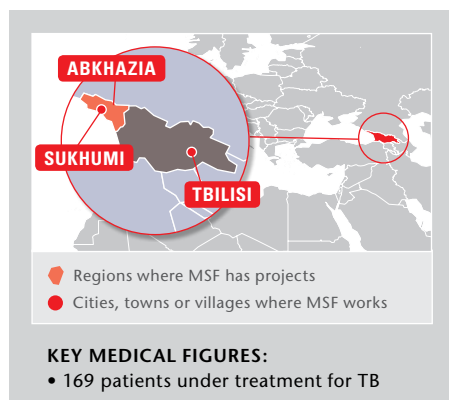 ABKHAZIA
SUKHUMI
TBILISI
Regions where MSF has projects
Cities, towns or villages where MSF works
KEY MEDICAL FIGURES:
• 169 patients under treatment for TB